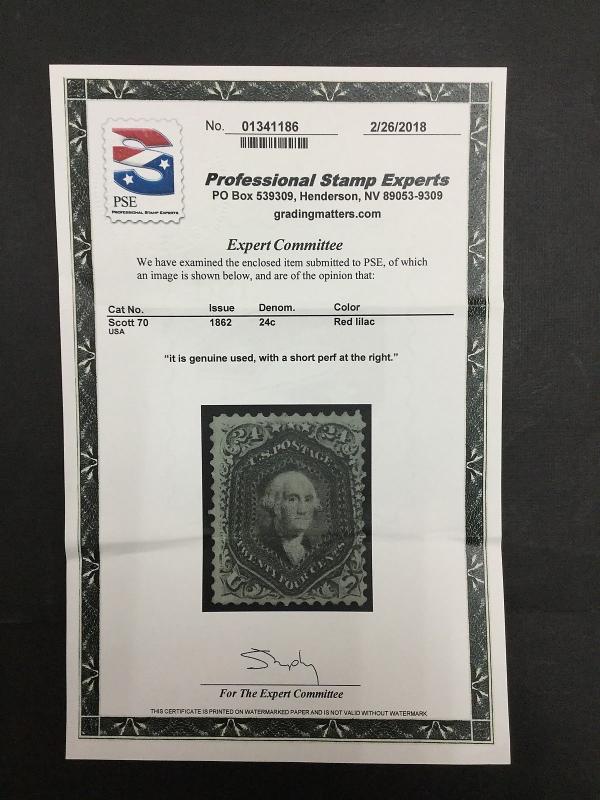 No. 01341186 2/26/2018
PSE
PROFESSIONAL STAMP EXPERTS
Professional Stamp Experts
PO Box 539309, Henderson, NV 89053-9309
gradingmatters.com
Expert Committee
We have examined the enclosed item submitted to PSE, of which
an image is shown below, and are of the opinion that:
Cat No. Issue Denom. Color
Scott 70 1862 24c Red lilac
USA
“it is genuine used, with a short perf at the right.”
24 24
U.S. POSTAGE
TWENTY FOUR CENTS
U S
For The Expert Committee
THIS CERTIFICATE IS PRINTED ON WATERMARKED PAPER AND IS NOT VALID WITHOUT WATERMARK